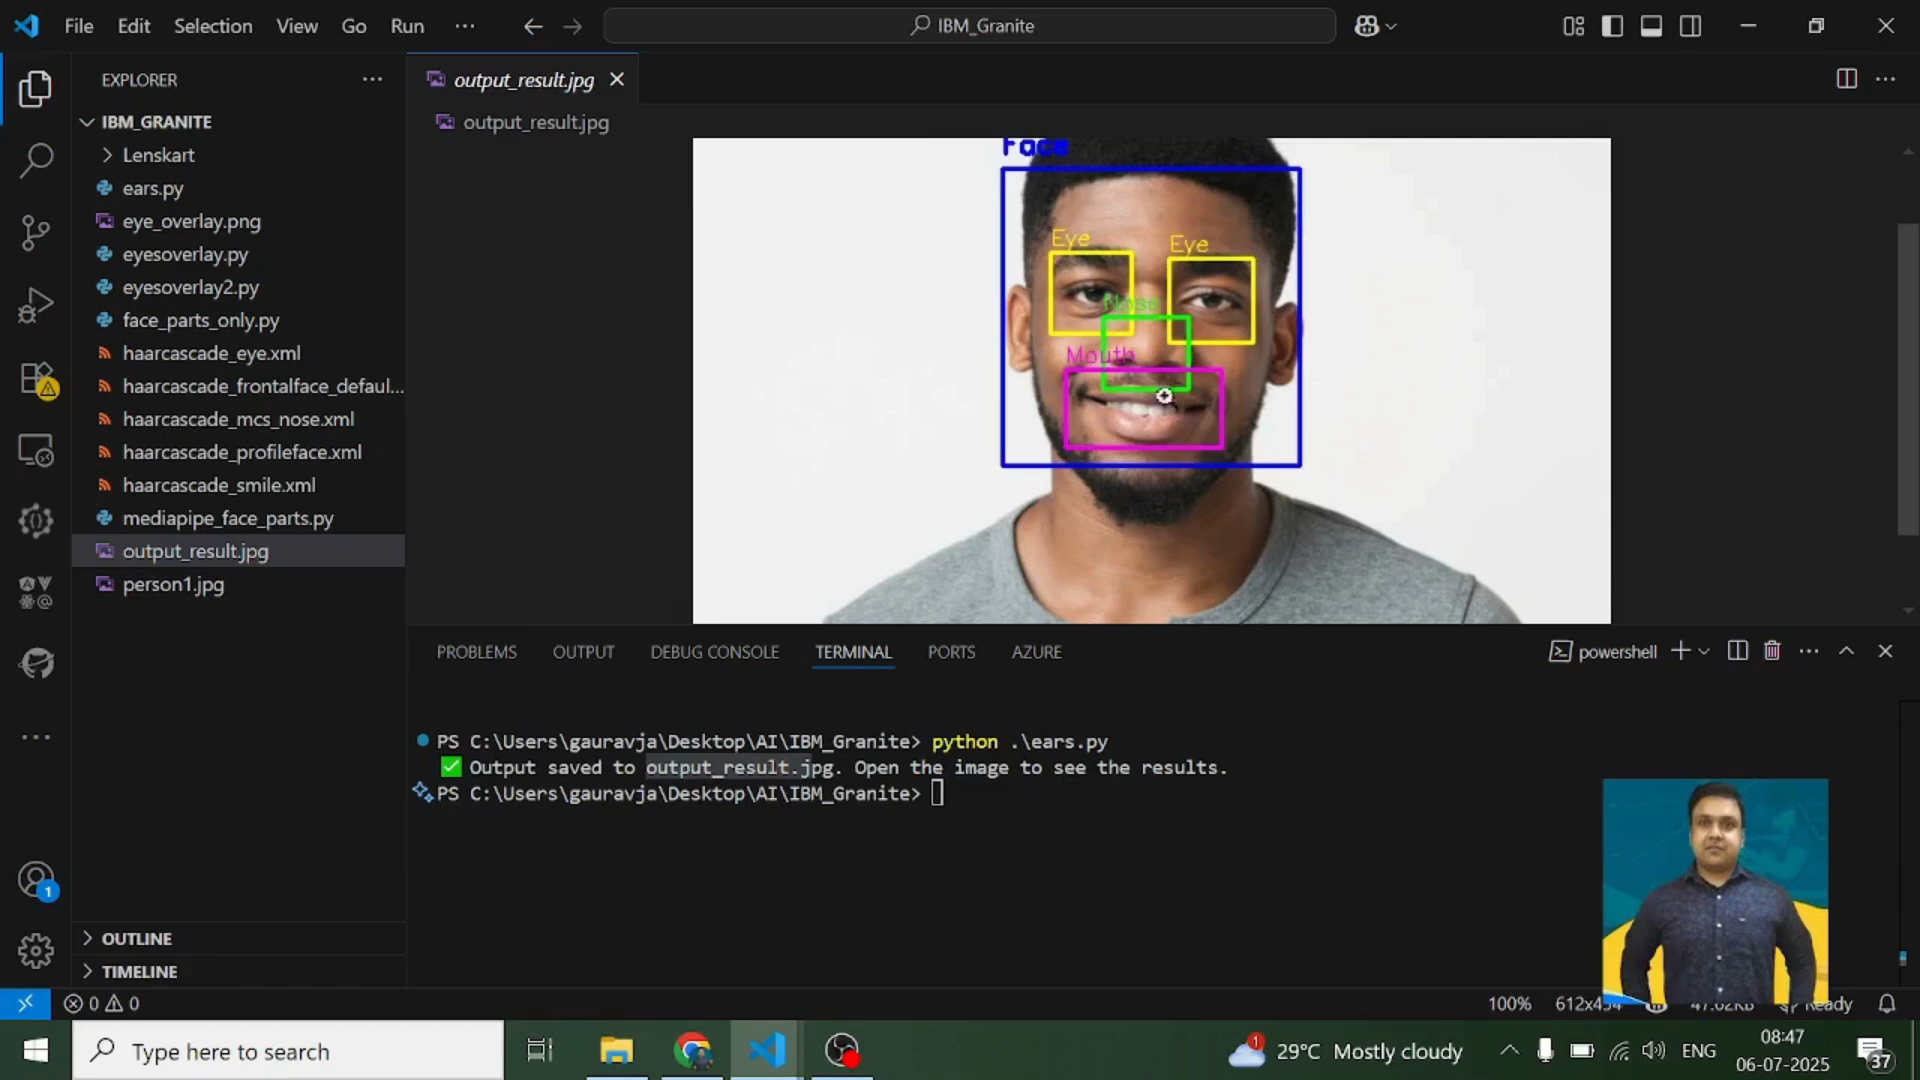 File Edit Selection View Go Run ... IBM_Granite
EXPLORER ...
IBM_GRANITE
Lenskart
ears.py
eye_overlay.png
eyesoverlay.py
eyesoverlay2.py
face_parts_only.py
haarcascade_eye.xml
haarcascade_frontalface_defaul...
haarcascade_mcs_nose.xml
haarcascade_profileface.xml
haarcascade_smile.xml
mediapipe_face_parts.py
output_result.jpg
person1.jpg
OUTLINE
TIMELINE
output_result.jpg
output_result.jpg
Face
Eye Eye
Nose
Mouth
PROBLEMS OUTPUT DEBUG CONSOLE TERMINAL PORTS AZURE powershell
PS C:\Users\gauravja\Desktop\AI\IBM_Granite> python .\ears.py
Output saved to output_result.jpg. Open the image to see the results.
PS C:\Users\gauravja\Desktop\AI\IBM_Granite>
1
0 0 100% Ready
Type here to search
1 29°C Mostly cloudy ENG 08:47
06-07-2025 37